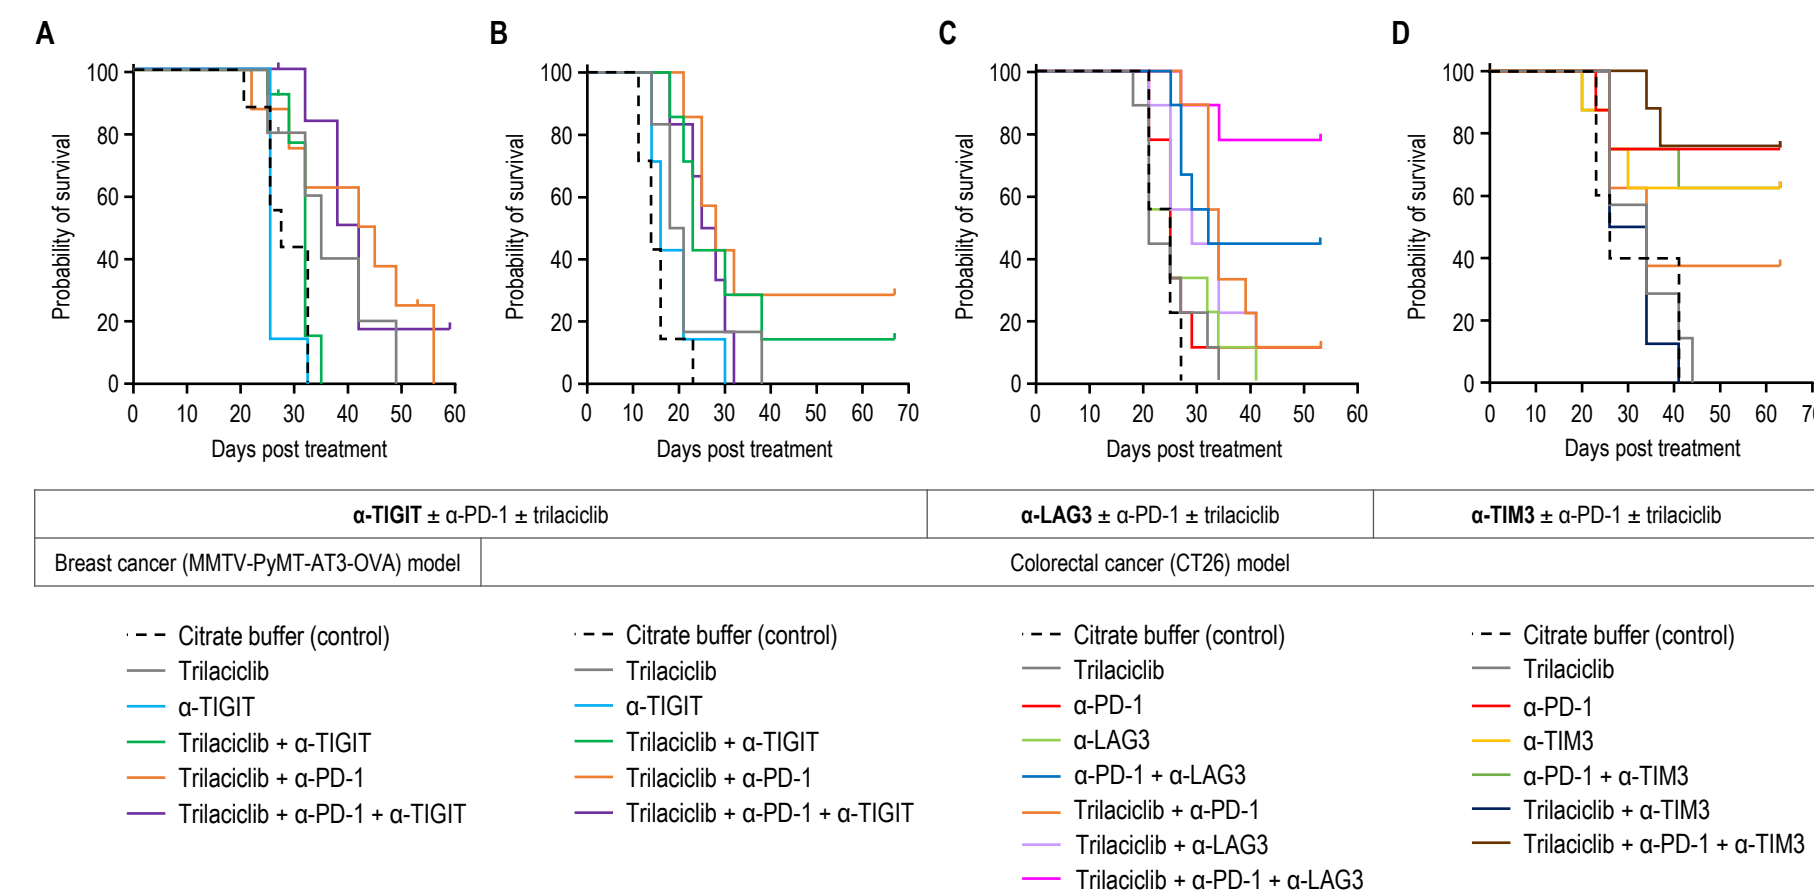 A
B
C
D
Probability of survival
100
80
60
40
20
0
0 10 20 30 40 50 60
Days post treatment
Probability of survival
100
80
60
40
20
0
0 10 20 30 40 50 60 70
Days post treatment
Probability of survival
100
80
60
40
20
0
0 10 20 30 40 50 60
Days post treatment
Probability of survival
100
80
60
40
20
0
0 10 20 30 40 50 60 70
Days post treatment
α-TIGIT ± α-PD-1 ± trilaciclib
α-LAG3 ± α-PD-1 ± trilaciclib
α-TIM3 ± α-PD-1 ± trilaciclib
Breast cancer (MMTV-PyMT-AT3-OVA) model
Colorectal cancer (CT26) model
Citrate buffer (control)
Trilaciclib
α-TIGIT
Trilaciclib + α-TIGIT
Trilaciclib + α-PD-1
Trilaciclib + α-PD-1 + α-TIGIT
Citrate buffer (control)
Trilaciclib
α-TIGIT
Trilaciclib + α-TIGIT
Trilaciclib + α-PD-1
Trilaciclib + α-PD-1 + α-TIGIT
Citrate buffer (control)
Trilaciclib
α-PD-1
α-LAG3
α-PD-1 + α-LAG3
Trilaciclib + α-PD-1
Trilaciclib + α-LAG3
Trilaciclib + α-PD-1 + α-LAG3
Citrate buffer (control)
Trilaciclib
α-PD-1
α-TIM3
α-PD-1 + α-TIM3
Trilaciclib + α-TIM3
Trilaciclib + α-PD-1 + α-TIM3